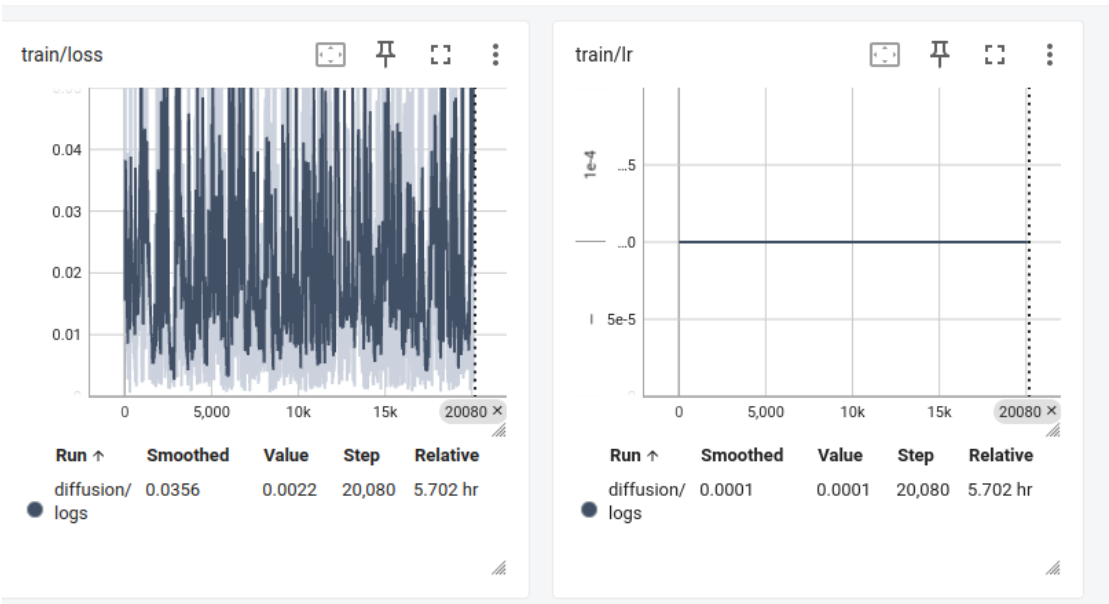 train/loss
0.04
0.03
0.02
0.01
0
0 5,000 10k 15k 20080 ×
Run ↑ Smoothed Value Step Relative
diffusion/ 0.0356 0.0022 20,080 5.702 hr
logs
train/lr
1e-4
...5
...0
5e-5
0
0 5,000 10k 15k 20080 ×
Run ↑ Smoothed Value Step Relative
diffusion/ 0.0001 0.0001 20,080 5.702 hr
logs